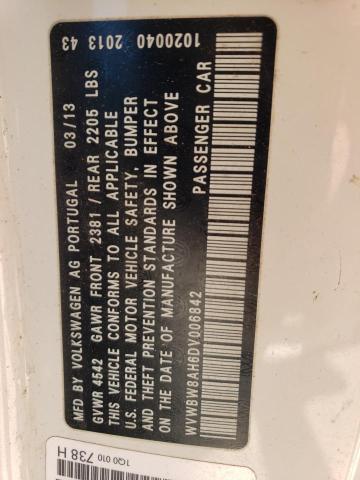 MFD BY VOLKSWAGEN AG PORTUGAL 03/13 2013 43 1020040
GVWR 4542 GAWR FRONT 2381 / REAR 2205 LBS
THIS VEHICLE CONFORMS TO ALL APPLICABLE
U.S. FEDERAL MOTOR VEHICLE SAFETY, BUMPER
AND THEFT PREVENTION STANDARDS IN EFFECT
ON THE DATE OF MANUFACTURE SHOWN ABOVE
PASSENGER CAR
WVWBW8AH6DV006842
1Q0 010 738 H